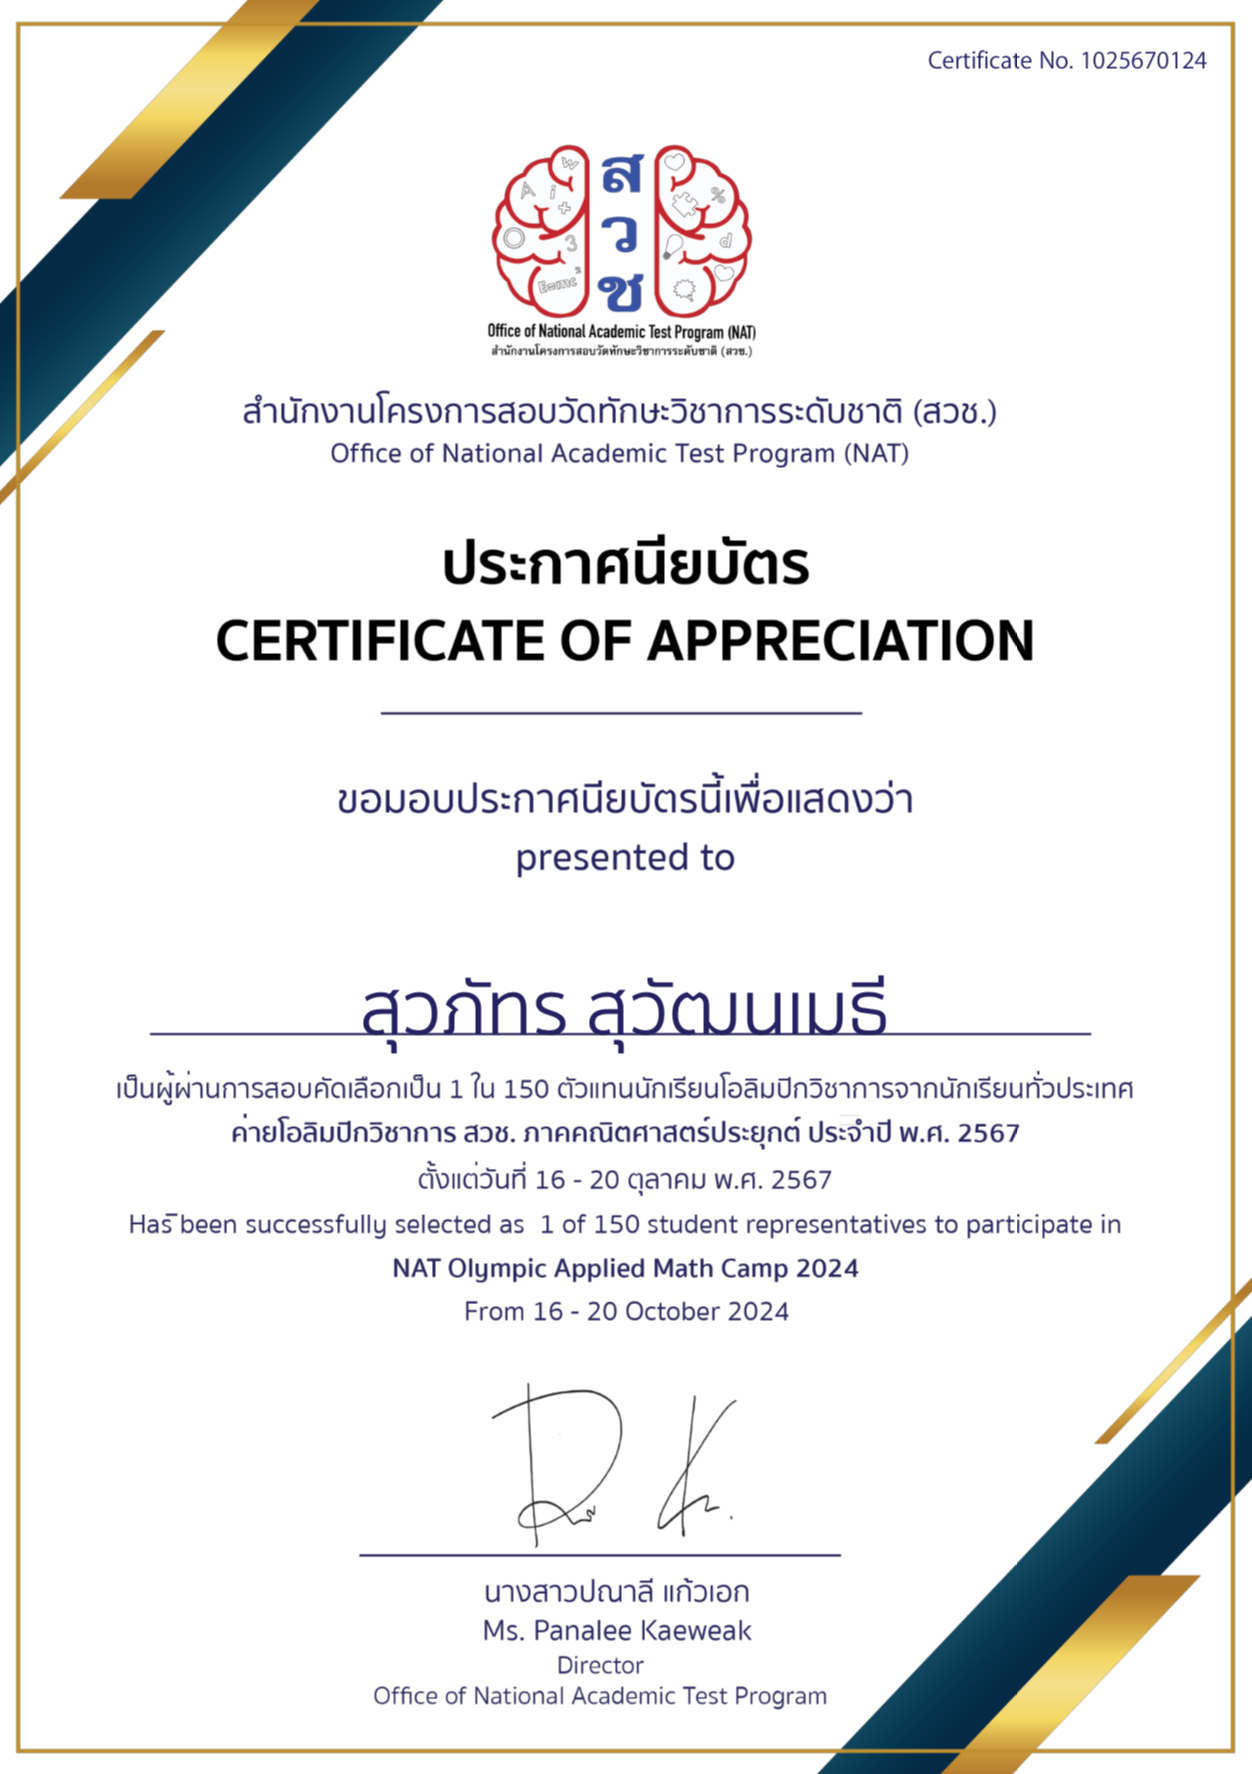 Certificate No. 1025670124
A i w + 3 E=mc² % d
ส
ว
ช
Office of National Academic Test Program (NAT)
สำนักงานโครงการสอบวัดทักษะวิชาการระดับชาติ (สวช.)
สำนักงานโครงการสอบวัดทักษะวิชาการระดับชาติ (สวช.)
Office of National Academic Test Program (NAT)
ประกาศนียบัตร
CERTIFICATE OF APPRECIATION
ขอมอบประกาศนียบัตรนี้เพื่อแสดงว่า
presented to
สุวภัทร สุวัฒนเมธี
เป็นผู้ผ่านการสอบคัดเลือกเป็น 1 ใน 150 ตัวแทนนักเรียนโอลิมปิกวิชาการจากนักเรียนทั่วประเทศ
ค่ายโอลิมปิกวิชาการ สวช. ภาคคณิตศาสตร์ประยุกต์ ประจำปี พ.ศ. 2567
ตั้งแต่วันที่ 16 - 20 ตุลาคม พ.ศ. 2567
Has been successfully selected as 1 of 150 student representatives to participate in
NAT Olympic Applied Math Camp 2024
From 16 - 20 October 2024
นางสาวปณาลี แก้วเอก
Ms. Panalee Kaeweak
Director
Office of National Academic Test Program